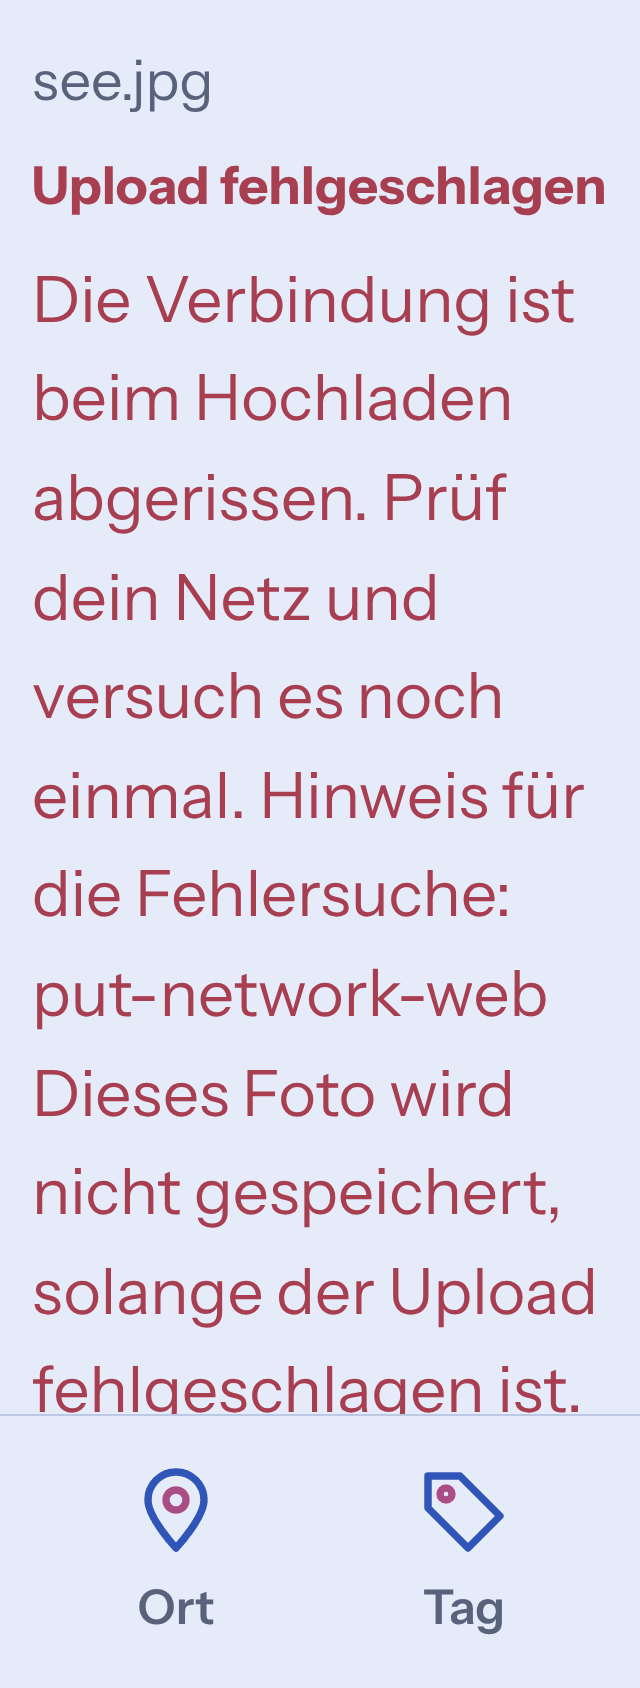 see.jpg
Upload fehlgeschlagen
Die Verbindung ist
beim Hochladen
abgerissen. Prüf
dein Netz und
versuch es noch
einmal. Hinweis für
die Fehlersuche:
put-network-web
Dieses Foto wird
nicht gespeichert,
solange der Upload
fehlgeschlagen ist.
Ort
Tag